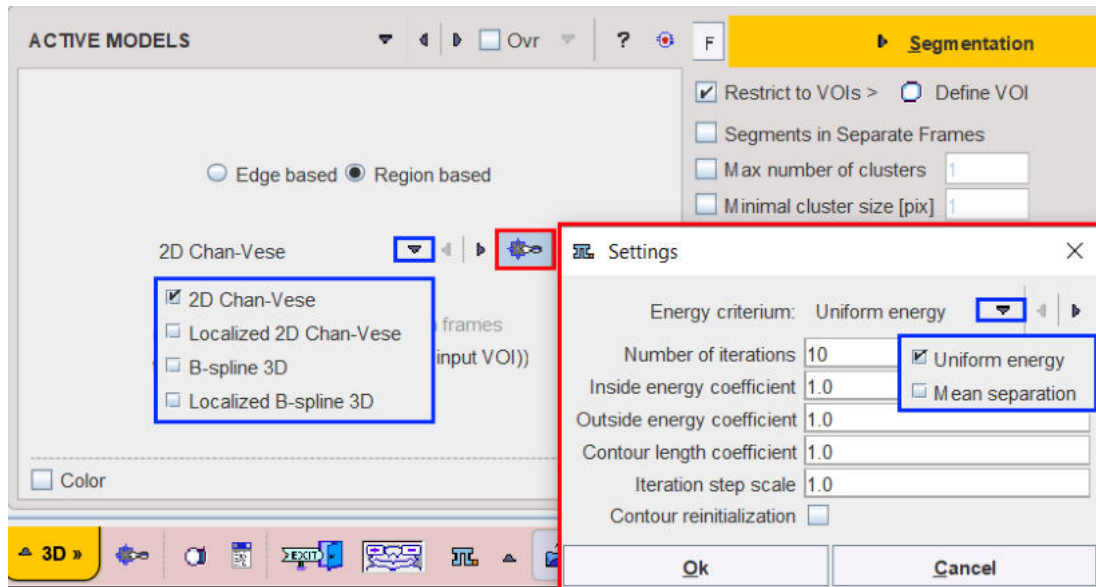 ACTIVE MODELS
Ovr
?
F
Segmentation
Restrict to VOIs >
Define VOI
Segments in Separate Frames
Max number of clusters 1
Minimal cluster size [pix] 1
Edge based
Region based
2D Chan-Vese
2D Chan-Vese
Localized 2D Chan-Vese
B-spline 3D
Localized B-spline 3D
frames
input VOI))
Color
Settings
Energy criterium: Uniform energy
Uniform energy
Mean separation
Number of iterations 10
Inside energy coefficient 1.0
Outside energy coefficient 1.0
Contour length coefficient 1.0
Iteration step scale 1.0
Contour reinitialization
Ok
Cancel
3D »
EXIT